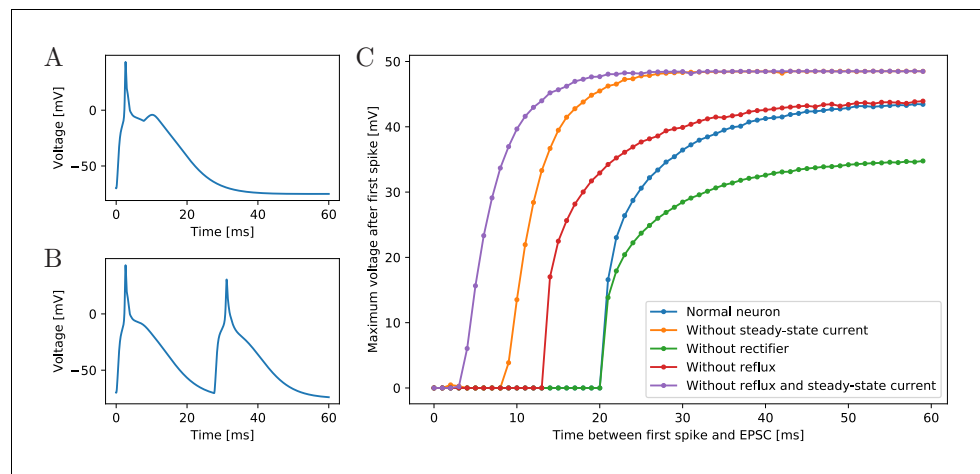 A
Voltage [mV]
0
−50
0
20
40
60
Time [ms]
B
Voltage [mV]
0
−50
0
20
40
60
Time [ms]
C
Maximum voltage after first spike [mV]
50
40
30
20
10
0
0
10
20
30
40
50
60
Time between first spike and EPSC [ms]
Normal neuron
Without steady-state current
Without rectifier
Without reflux
Without reflux and steady-state current